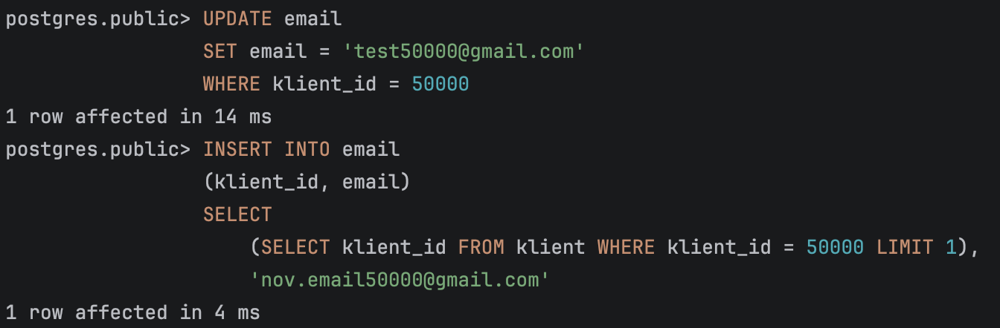 postgres.public> UPDATE email
SET email = 'test50000@gmail.com'
WHERE klient_id = 50000
1 row affected in 14 ms
postgres.public> INSERT INTO email
(klient_id, email)
SELECT
(SELECT klient_id FROM klient WHERE klient_id = 50000 LIMIT 1),
'nov.email50000@gmail.com'
1 row affected in 4 ms